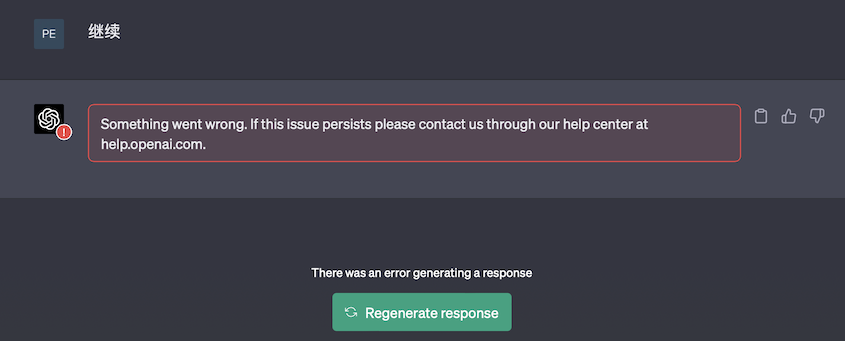 PE
继续
!
Something went wrong. If this issue persists please contact us through our help center at
help.openai.com.
There was an error generating a response
Regenerate response